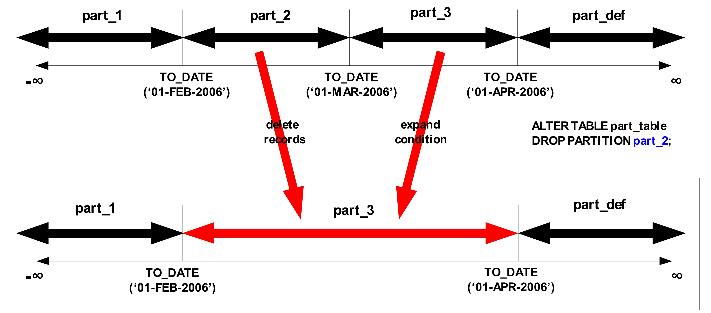 part_1
part_2
part_3
part_def
-∞
TO_DATE
('01-FEB-2006')
TO_DATE
('01-MAR-2006')
TO_DATE
('01-APR-2006')
∞
delete
records
expand
condition
ALTER TABLE part_table
DROP PARTITION part_2;
part_1
part_3
part_def
-∞
TO_DATE
('01-FEB-2006')
TO_DATE
('01-APR-2006')
∞